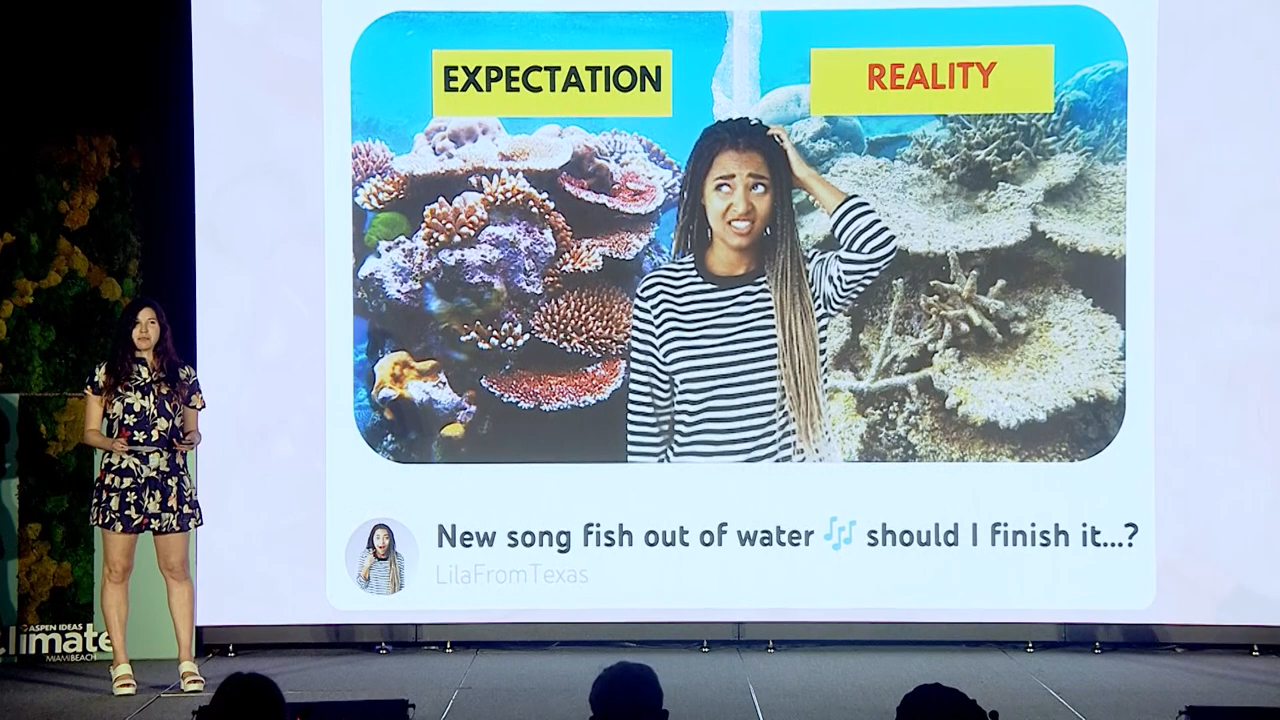 EXPECTATION
REALITY
New song fish out of water 🎶 should I finish it...?
LilaFromTexas
ASPEN IDEAS
climate
MIAMI BEACH